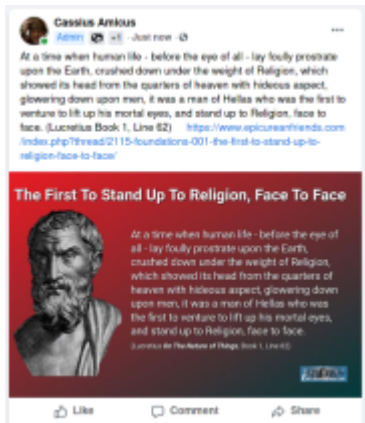 Cassius Amicus
Admin +1 · Just now ·
At a time when human life - before the eye of all - lay foully prostrate
upon the Earth, crushed down under the weight of Religion, which
showed its head from the quarters of heaven with hideous aspect,
glowering down upon men, it was a man of Hellas who was the first to
venture to lift up his mortal eyes, and stand up to Religion, face to
face. (Lucretius Book 1, Line 62) https://www.epicureanfriends.com
/index.php?thread/2115-foundations-001-the-first-to-stand-up-to-
religion-face-to-face/
The First To Stand Up To Religion, Face To Face
At a time when human life - before the eye of
all - lay foully prostrate upon the Earth,
crushed down under the weight of Religion,
which showed its head from the quarters of
heaven with hideous aspect, glowering down
upon men, it was a man of Hellas who was
the first to venture to lift up his mortal eyes,
and stand up to Religion, face to face.
(Lucretius On The Nature of Things, Book 1, Line 62)
Like Comment Share